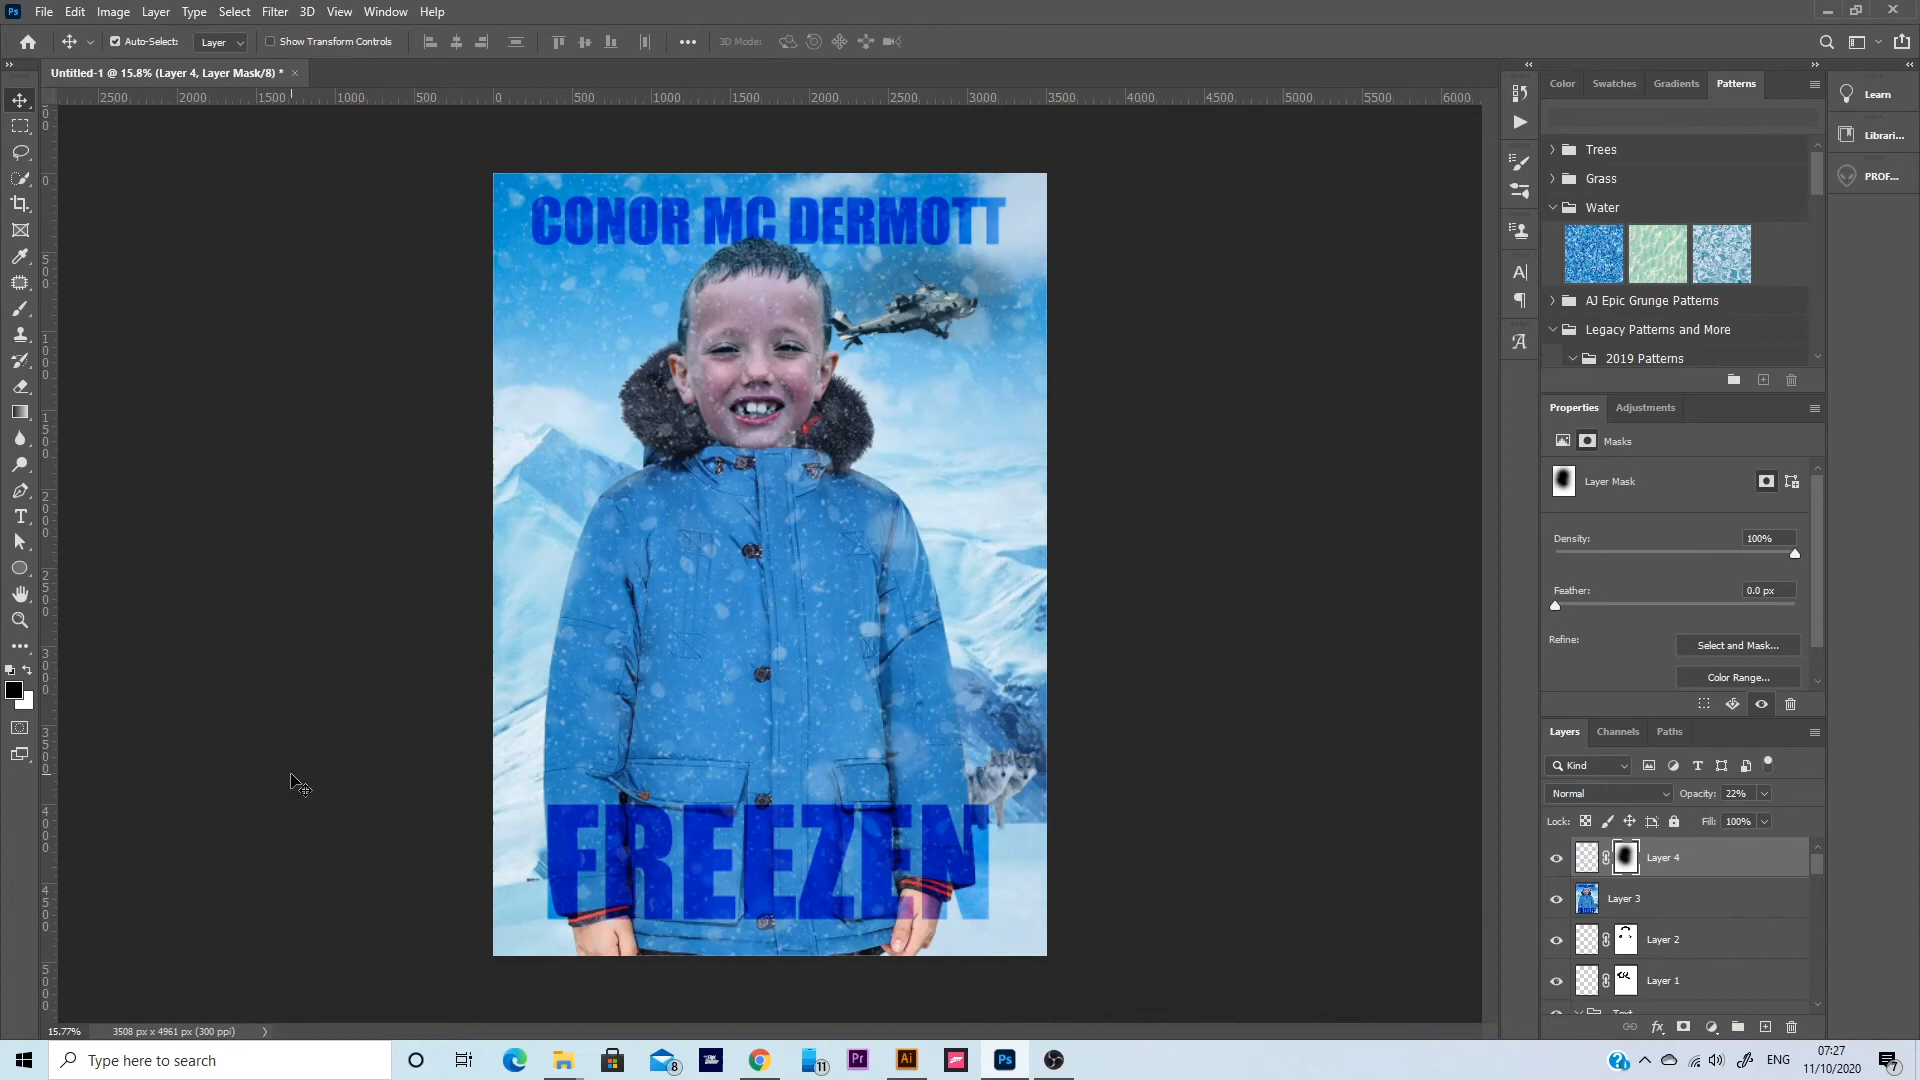 File Edit Image Layer Type Select Filter 3D View Window Help
Auto-Select: Layer Show Transform Controls 3D Mode:
Untitled-1 @ 15.8% (Layer 4, Layer Mask/8) *
2500 2000 1500 1000 500 0 500 1000 1500 2000 2500 3000 3500 4000 4500 5000 5500 6000
CONOR MC DERMOTT
FREEZEN
Color Swatches Gradients Patterns
Trees
Grass
Water
AJ Epic Grunge Patterns
Legacy Patterns and More
2019 Patterns
Learn
Librari...
PROF...
Properties Adjustments
Masks
Layer Mask
Density: 100%
Feather: 0.0 px
Refine: Select and Mask...
Color Range...
Layers Channels Paths
Kind
Normal Opacity: 22%
Lock: Fill: 100%
Layer 4
Layer 3
Layer 2
Layer 1
15.77% 3508 px x 4961 px (300 ppi)
Type here to search
8
11
Pr
Ai
Ps
ENG
07:27
11/10/2020
7